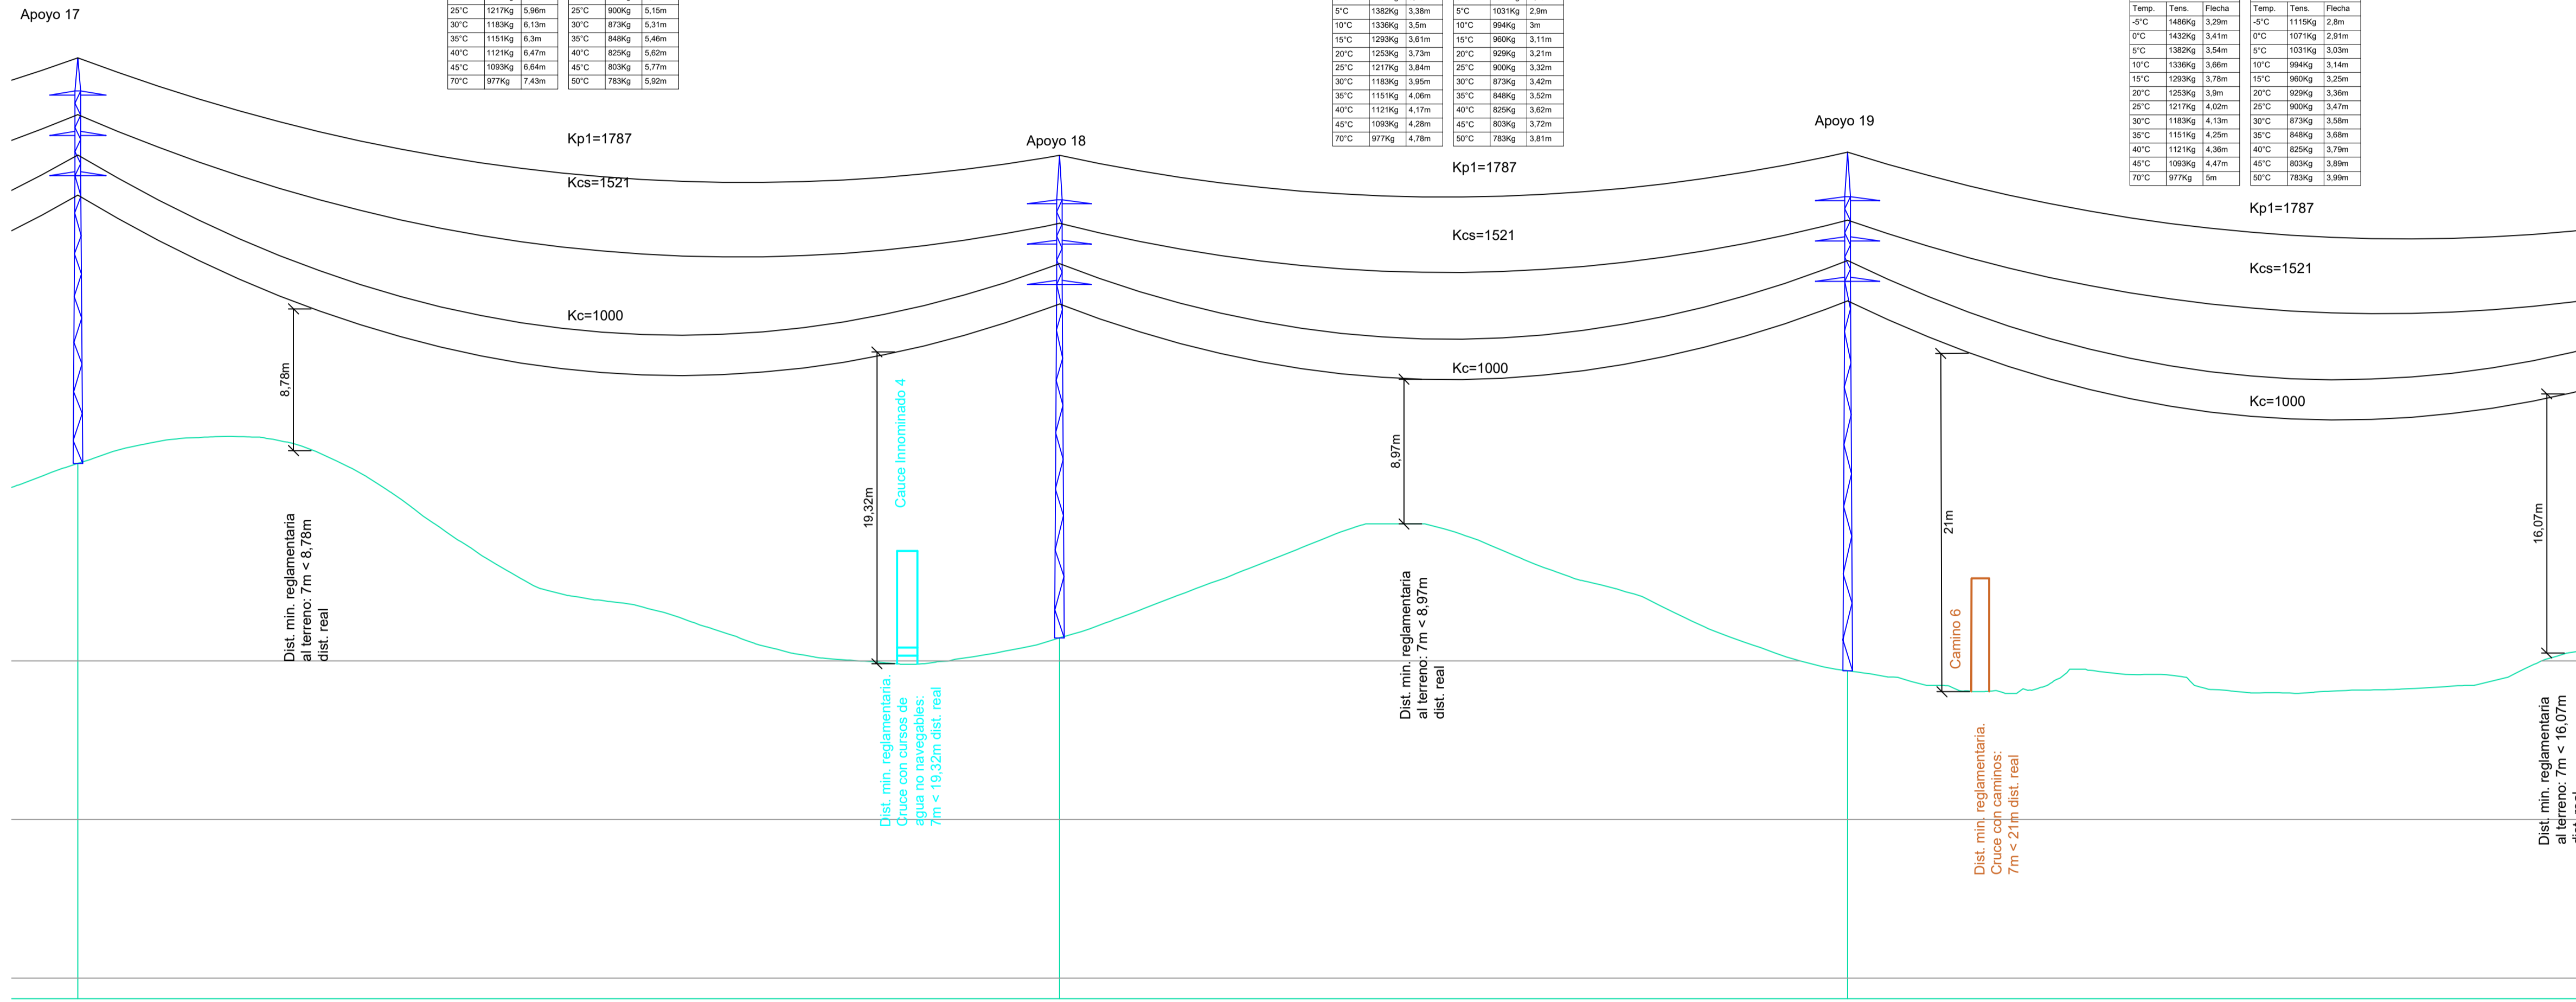 Apoyo 17
25°C 1217Kg 5,96m
30°C 1183Kg 6,13m
35°C 1151Kg 6,3m
40°C 1121Kg 6,47m
45°C 1093Kg 6,64m
70°C 977Kg 7,43m
25°C 900Kg 5,15m
30°C 873Kg 5,31m
35°C 848Kg 5,46m
40°C 825Kg 5,62m
45°C 803Kg 5,77m
50°C 783Kg 5,92m
Kp1=1787
Kcs=1521
Kc=1000
8,78m
Dist. min. reglamentaria
al terreno: 7m < 8,78m
dist. real
19,32m
Cauce Innominado 4
Dist. min. reglamentaria.
Cruce con cursos de
agua no navegables:
7m < 19,32m dist. real
Apoyo 18
5°C 1382Kg 3,38m
10°C 1336Kg 3,5m
15°C 1293Kg 3,61m
20°C 1253Kg 3,73m
25°C 1217Kg 3,84m
30°C 1183Kg 3,95m
35°C 1151Kg 4,06m
40°C 1121Kg 4,17m
45°C 1093Kg 4,28m
70°C 977Kg 4,78m
5°C 1031Kg 2,9m
10°C 994Kg 3m
15°C 960Kg 3,11m
20°C 929Kg 3,21m
25°C 900Kg 3,32m
30°C 873Kg 3,42m
35°C 848Kg 3,52m
40°C 825Kg 3,62m
45°C 803Kg 3,72m
50°C 783Kg 3,81m
Kp1=1787
Kcs=1521
Kc=1000
8,97m
Dist. min. reglamentaria
al terreno: 7m < 8,97m
dist. real
Apoyo 19
Temp. Tens. Flecha
-5°C 1486Kg 3,29m
0°C 1432Kg 3,41m
5°C 1382Kg 3,54m
10°C 1336Kg 3,66m
15°C 1293Kg 3,78m
20°C 1253Kg 3,9m
25°C 1217Kg 4,02m
30°C 1183Kg 4,13m
35°C 1151Kg 4,25m
40°C 1121Kg 4,36m
45°C 1093Kg 4,47m
70°C 977Kg 5m
Temp. Tens. Flecha
-5°C 1115Kg 2,8m
0°C 1071Kg 2,91m
5°C 1031Kg 3,03m
10°C 994Kg 3,14m
15°C 960Kg 3,25m
20°C 929Kg 3,36m
25°C 900Kg 3,47m
30°C 873Kg 3,58m
35°C 848Kg 3,68m
40°C 825Kg 3,79m
45°C 803Kg 3,89m
50°C 783Kg 3,99m
Kp1=1787
Kcs=1521
Kc=1000
21m
Camino 6
Dist. min. reglamentaria.
Cruce con caminos:
7m < 21m dist. real
16,07m
Dist. min. reglamentaria
al terreno: 7m < 16,07m